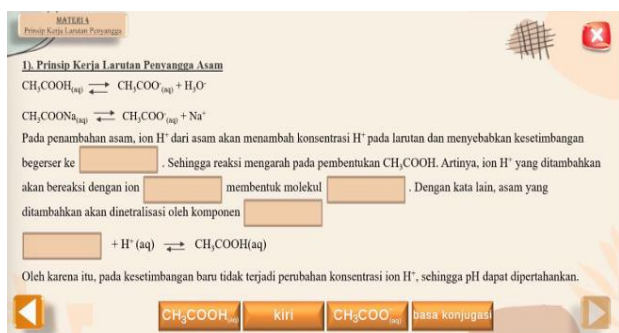 MATERI 4
Prinsip Kerja Larutan Penyangga
1). Prinsip Kerja Larutan Penyangga Asam
CH₃COOH(aq) ⇌ CH₃COO⁻(aq) + H₃O⁺
CH₃COONa(aq) ⇌ CH₃COO⁻(aq) + Na⁺
Pada penambahan asam, ion H⁺ dari asam akan menambah konsentrasi H⁺ pada larutan dan menyebabkan kesetimbangan
begerser ke . Sehingga reaksi mengarah pada pembentukan CH₃COOH. Artinya, ion H⁺ yang ditambahkan
akan bereaksi dengan ion membentuk molekul . Dengan kata lain, asam yang
ditambahkan akan dinetralisasi oleh komponen
+ H⁺ (aq) ⇌ CH₃COOH(aq)
Oleh karena itu, pada kesetimbangan baru tidak terjadi perubahan konsentrasi ion H⁺, sehingga pH dapat dipertahankan.
CH₃COOH(aq) kiri CH₃COO⁻(aq) basa konjugasi